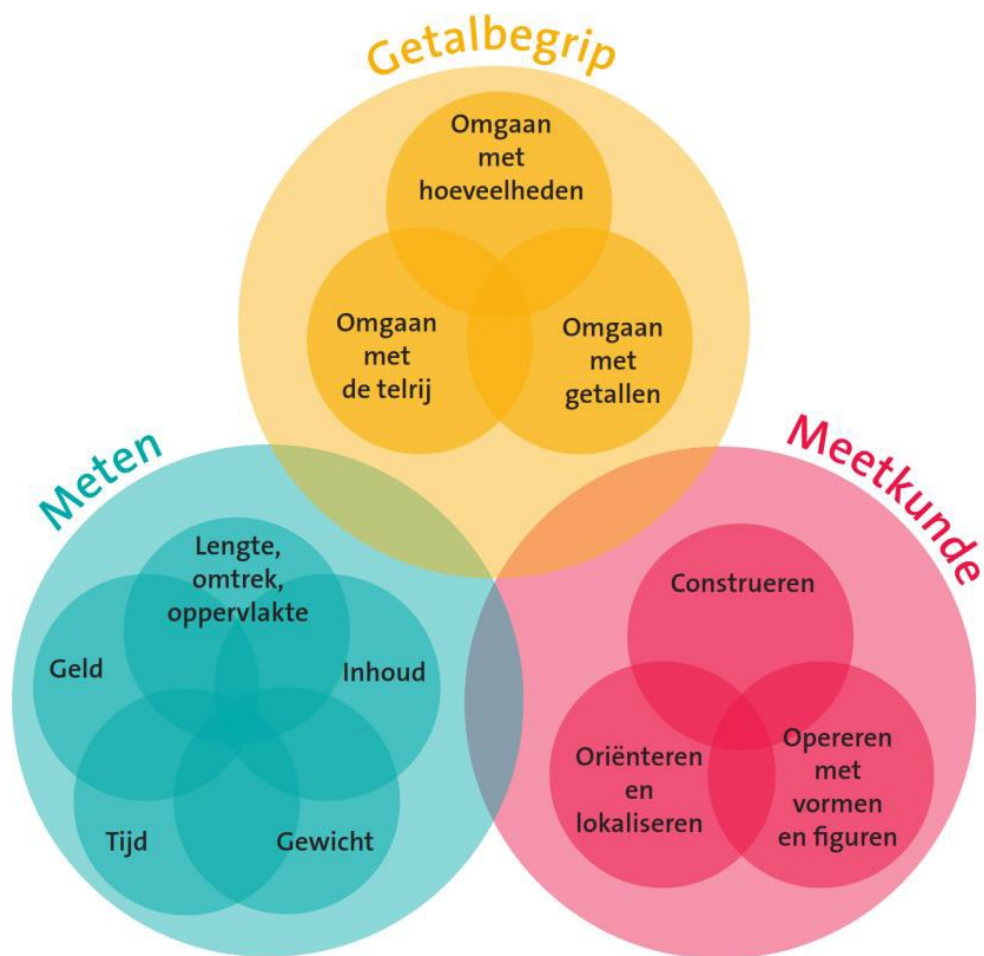 Getalbegrip
Omgaan
met
hoeveelheden
Omgaan
met
de telrij
Omgaan
met
getallen
Meten
Lengte,
omtrek,
oppervlakte
Geld
Inhoud
Tijd
Gewicht
Meetkunde
Construeren
Oriënteren
en
lokaliseren
Opereren
met
vormen
en figuren